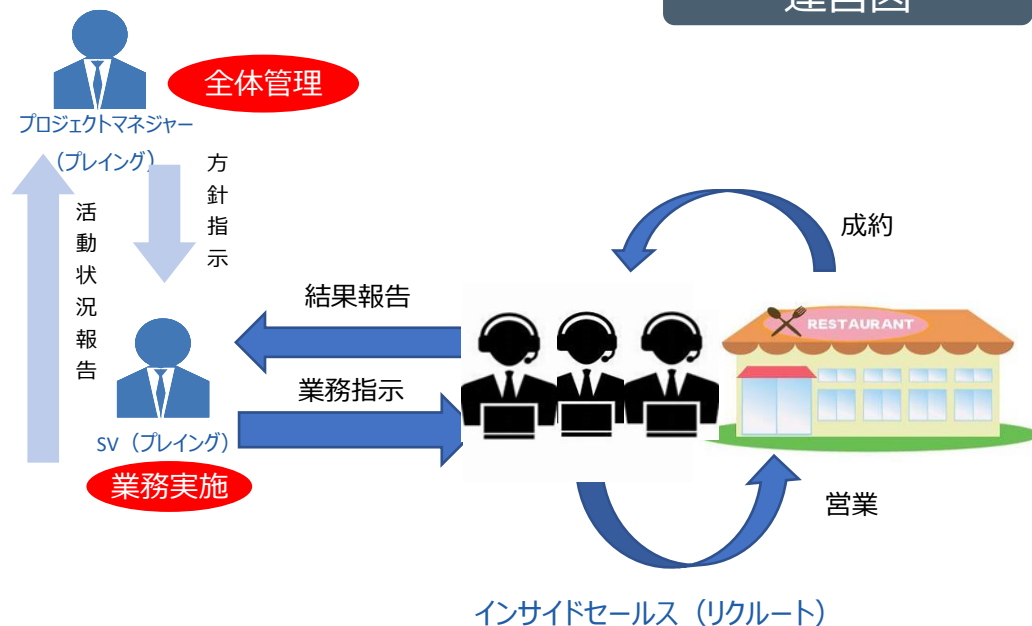 全体管理
プロジェクトマネジャー
（プレイング）
方針指示
活動状況報告
成約
結果報告
RESTAURANT
業務指示
SV（プレイング）
業務実施
営業
インサイドセールス（リクルート）